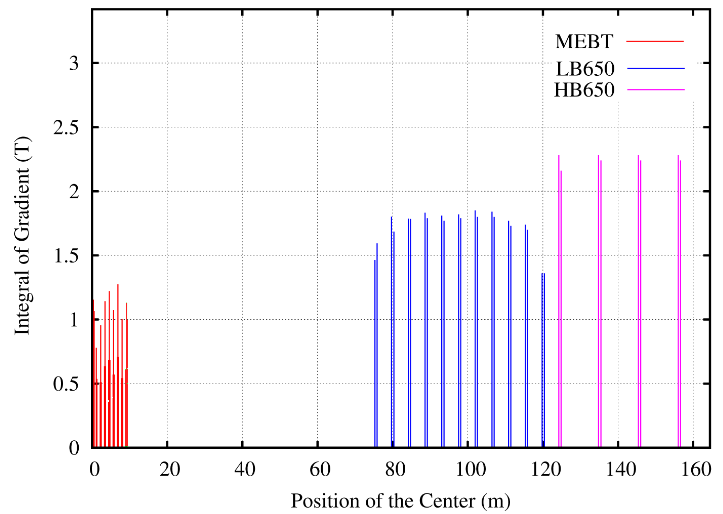 MEBT
LB650
HB650
3
2.5
2
1.5
1
0.5
0
Integral of Gradient (T)
0 20 40 60 80 100 120 140 160
Position of the Center (m)